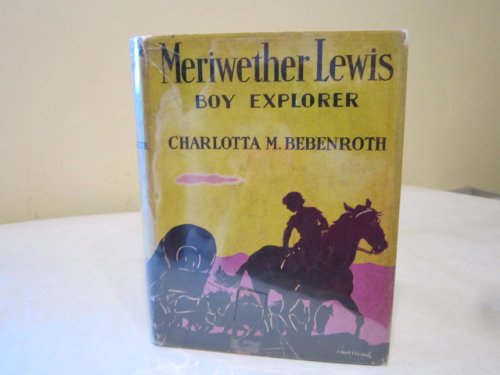 Meriwether Lewis
BOY EXPLORER
CHARLOTTA M. BEBENROTH